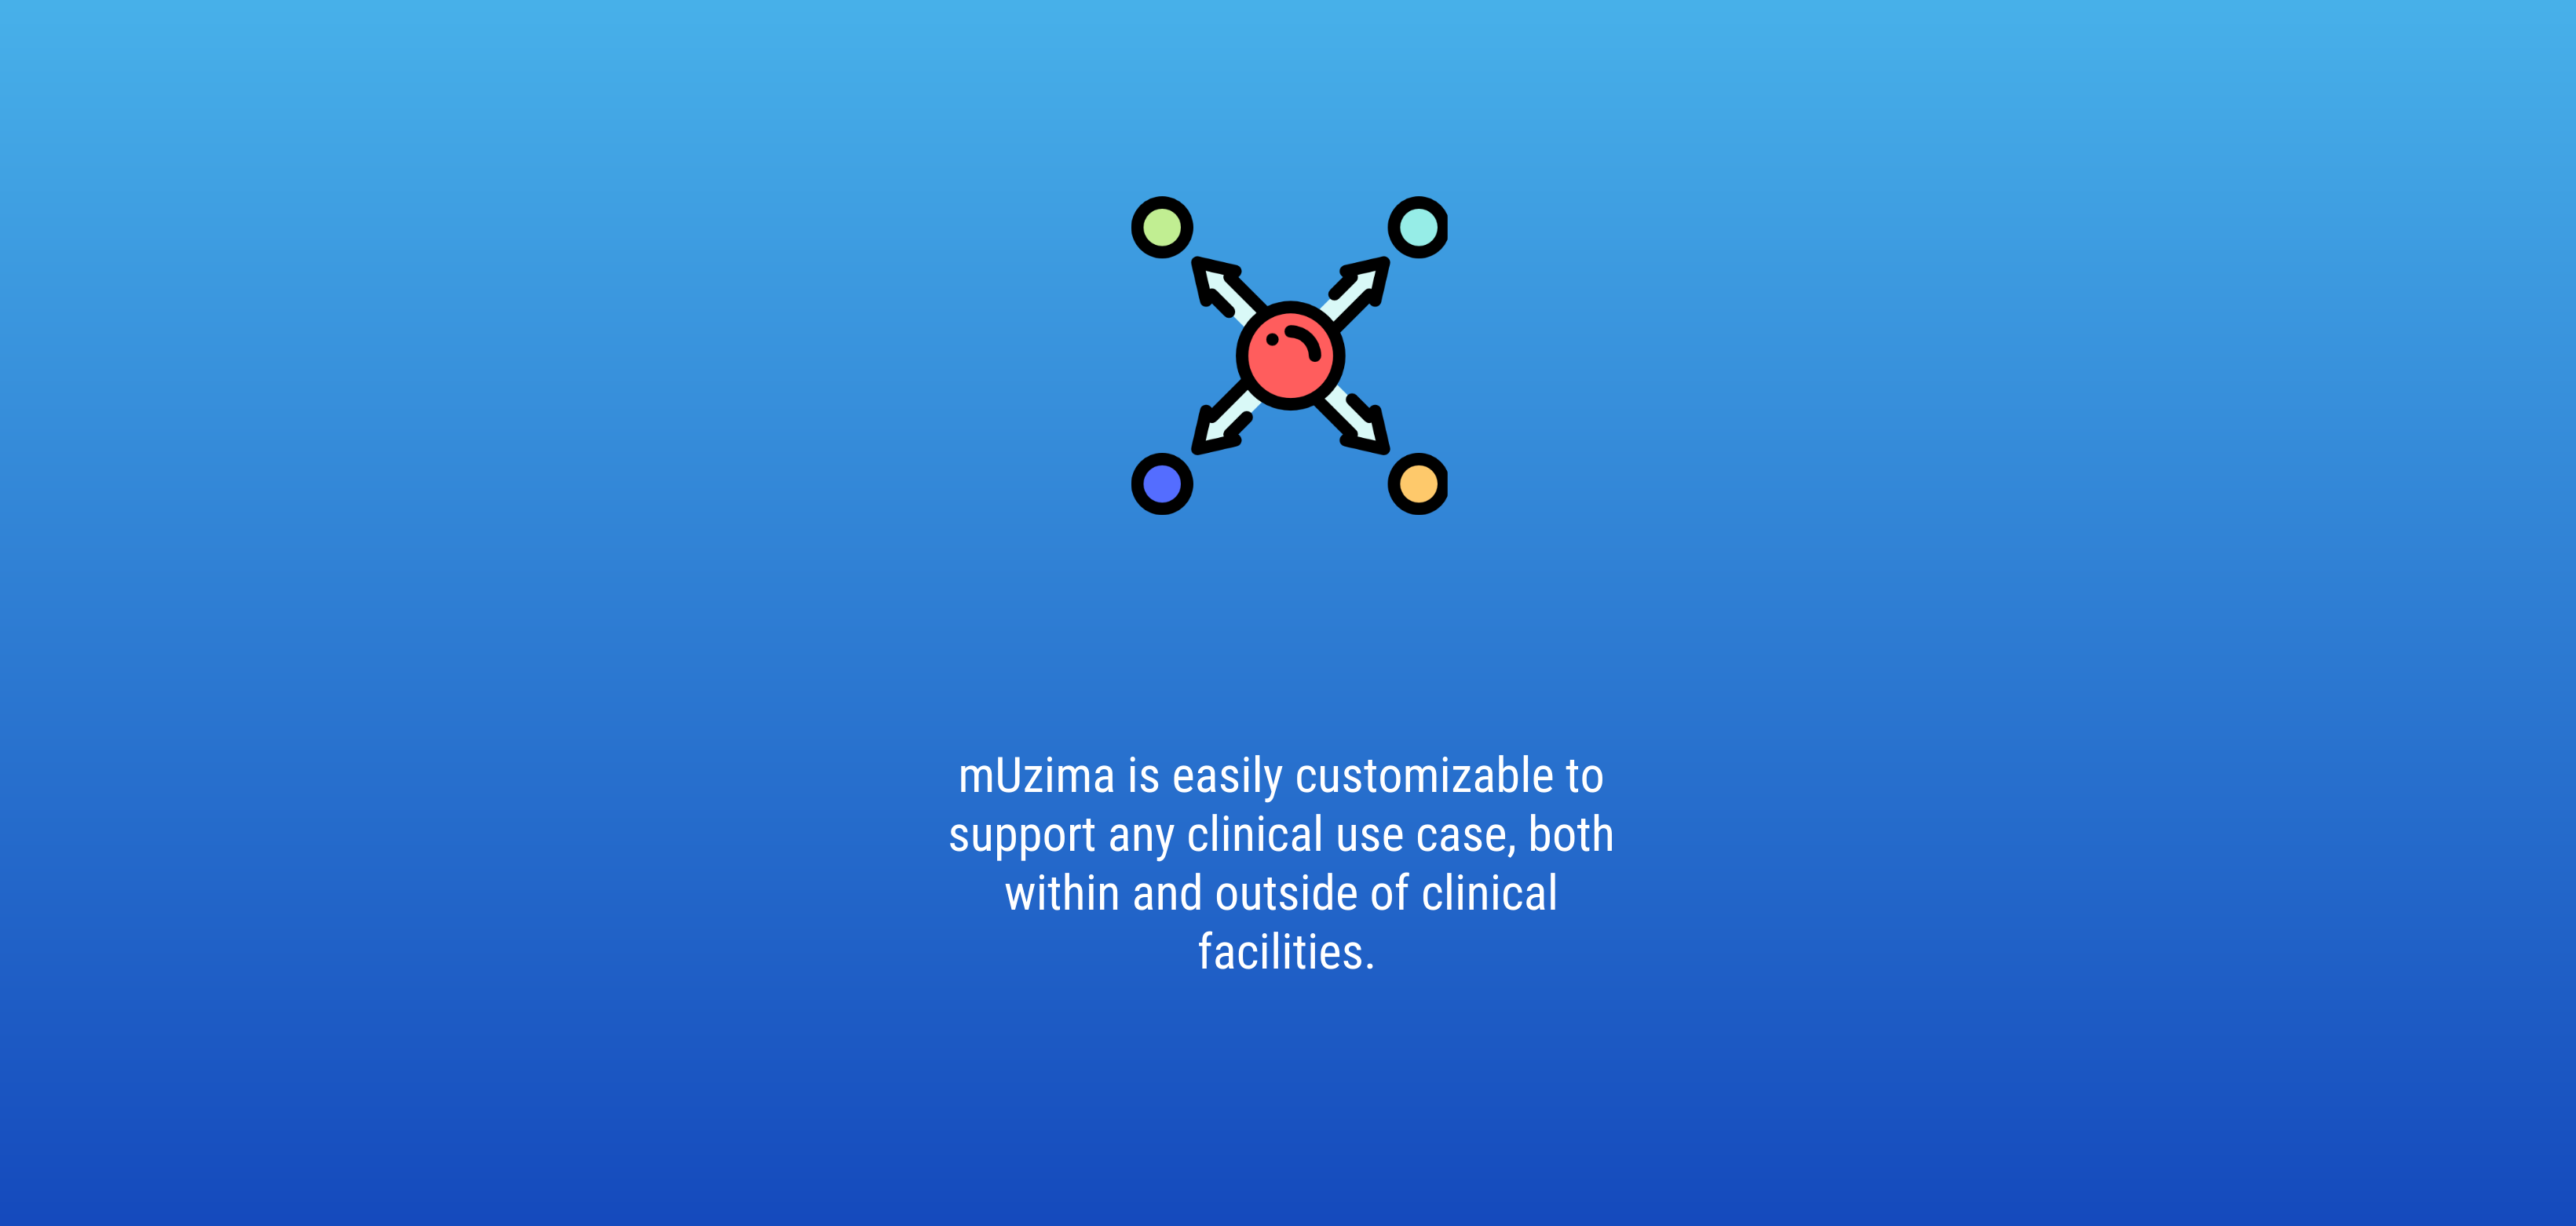 mUzima is easily customizable to
support any clinical use case, both
within and outside of clinical
facilities.